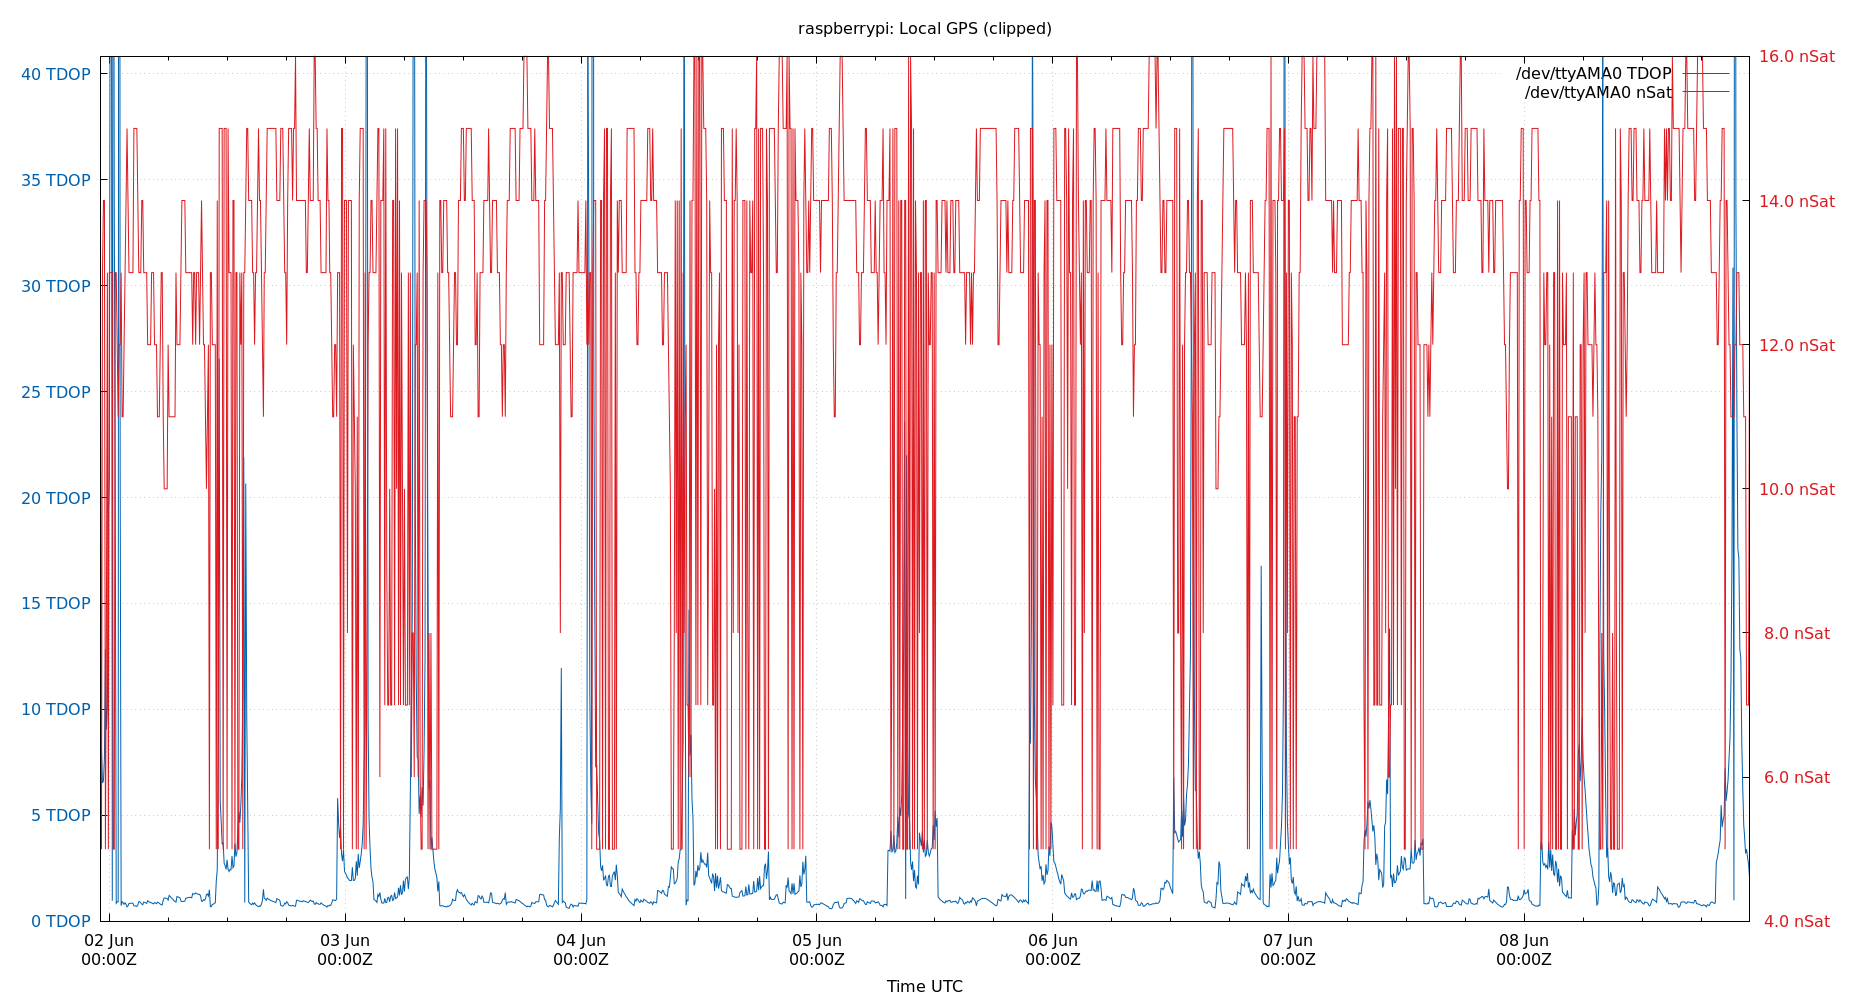 raspberrypi: Local GPS (clipped)
40 TDOP
35 TDOP
30 TDOP
25 TDOP
20 TDOP
15 TDOP
10 TDOP
5 TDOP
0 TDOP
16.0 nSat
14.0 nSat
12.0 nSat
10.0 nSat
8.0 nSat
6.0 nSat
4.0 nSat
/dev/ttyAMA0 TDOP
/dev/ttyAMA0 nSat
02 Jun 03 Jun 04 Jun 05 Jun 06 Jun 07 Jun 08 Jun
00:00Z 00:00Z 00:00Z 00:00Z 00:00Z 00:00Z 00:00Z
Time UTC